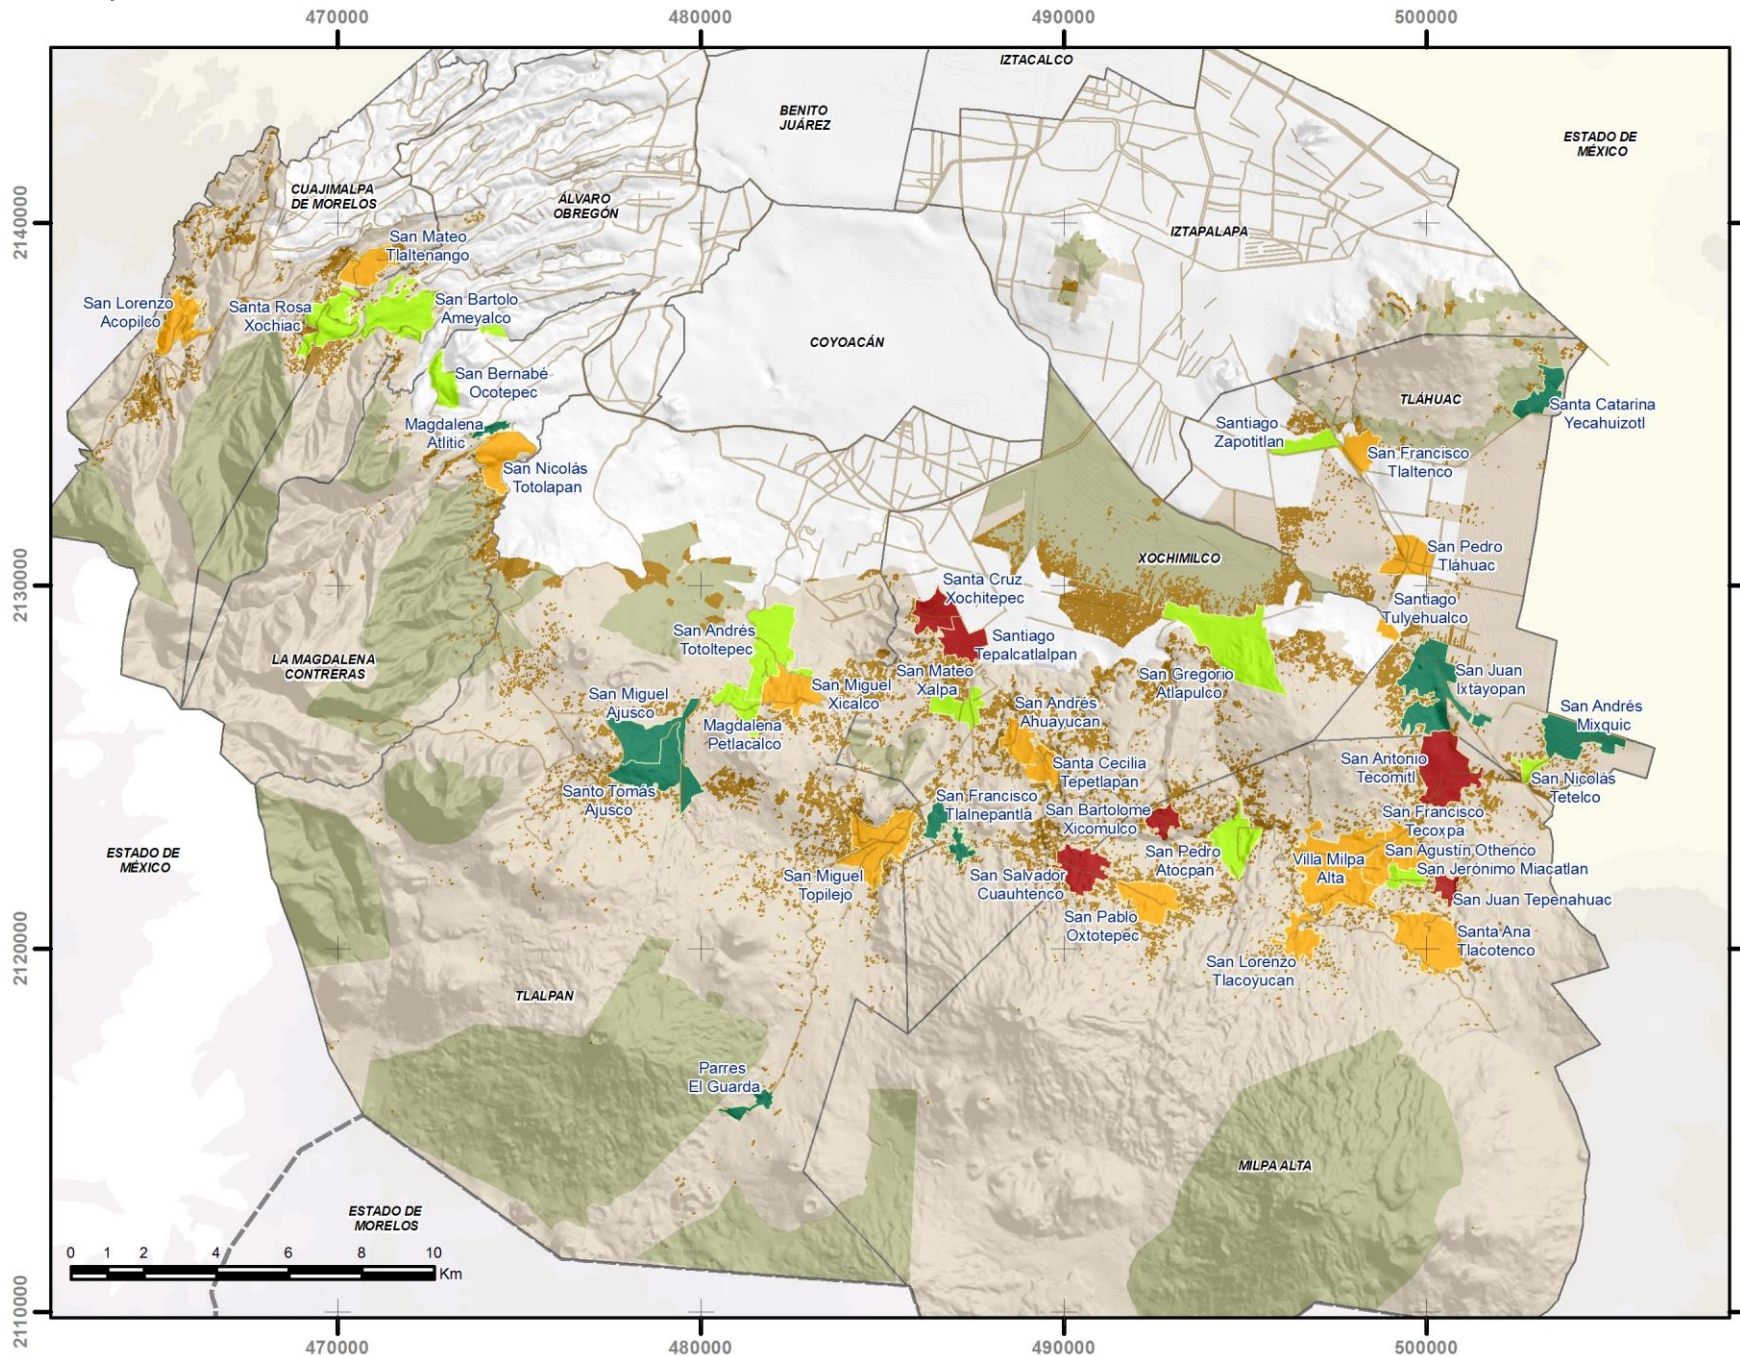 470000
480000
490000
500000
IZTACALCO
BENITO
JUÁREZ
ESTADO DE
MÉXICO
CUAJIMALPA
DE MORELOS
ÁLVARO
OBREGÓN
2140000
IZTAPALAPA
San Mateo
Tlaltenango
San Lorenzo
Acopilco
Santa Rosa
Xochiac
San Bartolo
Ameyalco
COYOACÁN
San Bernabé
Ocotepec
TLÁHUAC
Santa Catarina
Yecahuizotl
Magdalena
Atlitic
Santiago
Zapotitlan
San Francisco
Tlaltenco
San Nicolás
Totolapan
XOCHIMILCO
San Pedro
Tláhuac
2130000
Santa Cruz
Xochitepec
Santiago
Tulyehualco
San Andrés
Totoltepec
Santiago
Tepalcatlalpan
LA MAGDALENA
CONTRERAS
San Mateo
Xalpa
San Gregorio
Atlapulco
San Juan
Ixtayopan
San Miguel
Ajusco
San Miguel
Xicalco
San Andrés
Ahuayucan
San Andrés
Mixquic
Magdalena
Petlacalco
San Antonio
Tecomitl
Santa Cecilia
Tepetlapan
San Nicolás
Tetelco
Santo Tomás
Ajusco
San Francisco
Tlalnepantla
San Bartolome
Xicomulco
San Francisco
Tecoxpa
ESTADO DE
MÉXICO
San Pedro
Atocpan
Villa Milpa
Alta
San Agustín Othenco
San Jerónimo Miacatlan
San Miguel
Topilejo
San Salvador
Cuauhtenco
San Juan Tepenahuac
San Pablo
Oxtotepec
Santa Ana
Tlacotenco
2120000
San Lorenzo
Tlacoyucan
TLALPAN
Parres
El Guarda
MILPA ALTA
ESTADO DE
MORELOS
0 1 2 4 6 8 10
Km
2110000
470000
480000
490000
500000